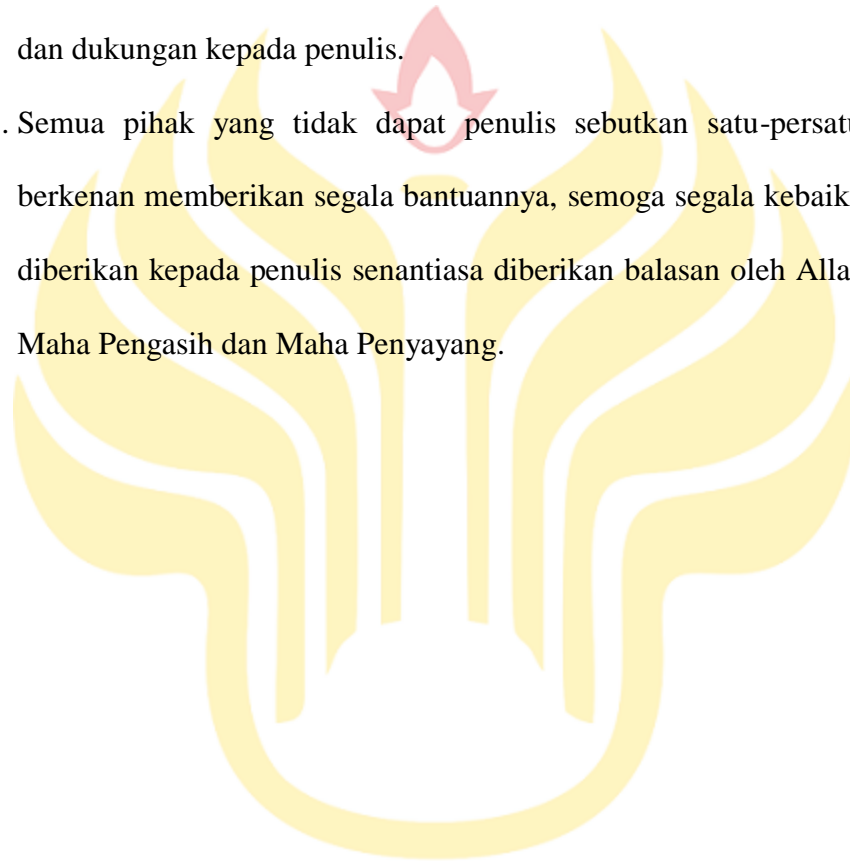 dan dukungan kepada penulis.
. Semua pihak yang tidak dapat penulis sebutkan satu-persatu
berkenan memberikan segala bantuannya, semoga segala kebaik
diberikan kepada penulis senantiasa diberikan balasan oleh Alla
Maha Pengasih dan Maha Penyayang.